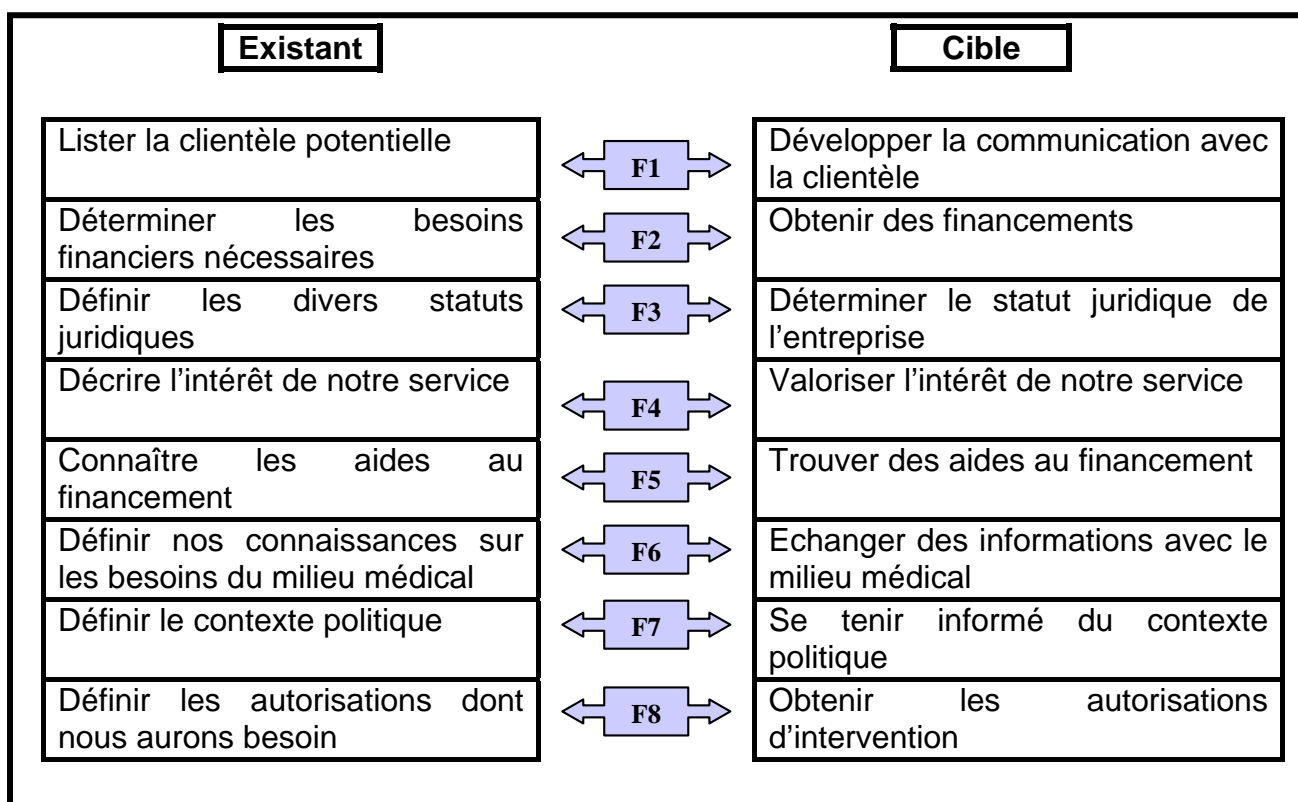 Existant
Cible
Lister la clientèle potentielle
F1
Développer la communication avec
la clientèle
Déterminer les besoins
financiers nécessaires
F2
Obtenir des financements
Définir les divers statuts
juridiques
F3
Déterminer le statut juridique de
l'entreprise
Décrire l'intérêt de notre service
F4
Valoriser l'intérêt de notre service
Connaître les aides au
financement
F5
Trouver des aides au financement
Définir nos connaissances sur
les besoins du milieu médical
F6
Echanger des informations avec le
milieu médical
Définir le contexte politique
F7
Se tenir informé du contexte
politique
Définir les autorisations dont
nous aurons besoin
F8
Obtenir les autorisations
d'intervention